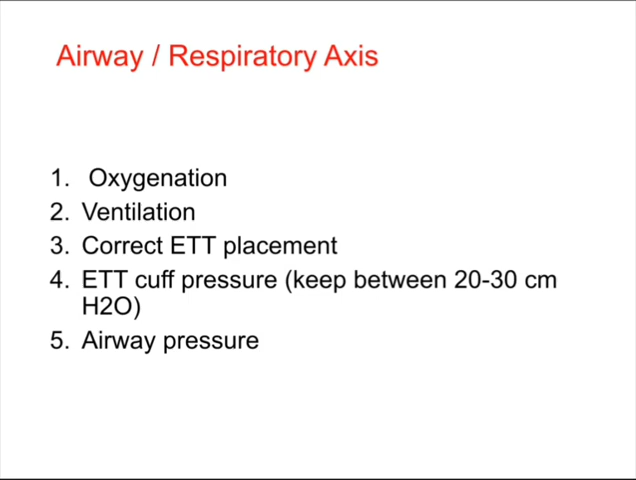 Airway / Respiratory Axis
1. Oxygenation
2. Ventilation
3. Correct ETT placement
4. ETT cuff pressure (keep between 20-30 cm
H2O)
5. Airway pressure